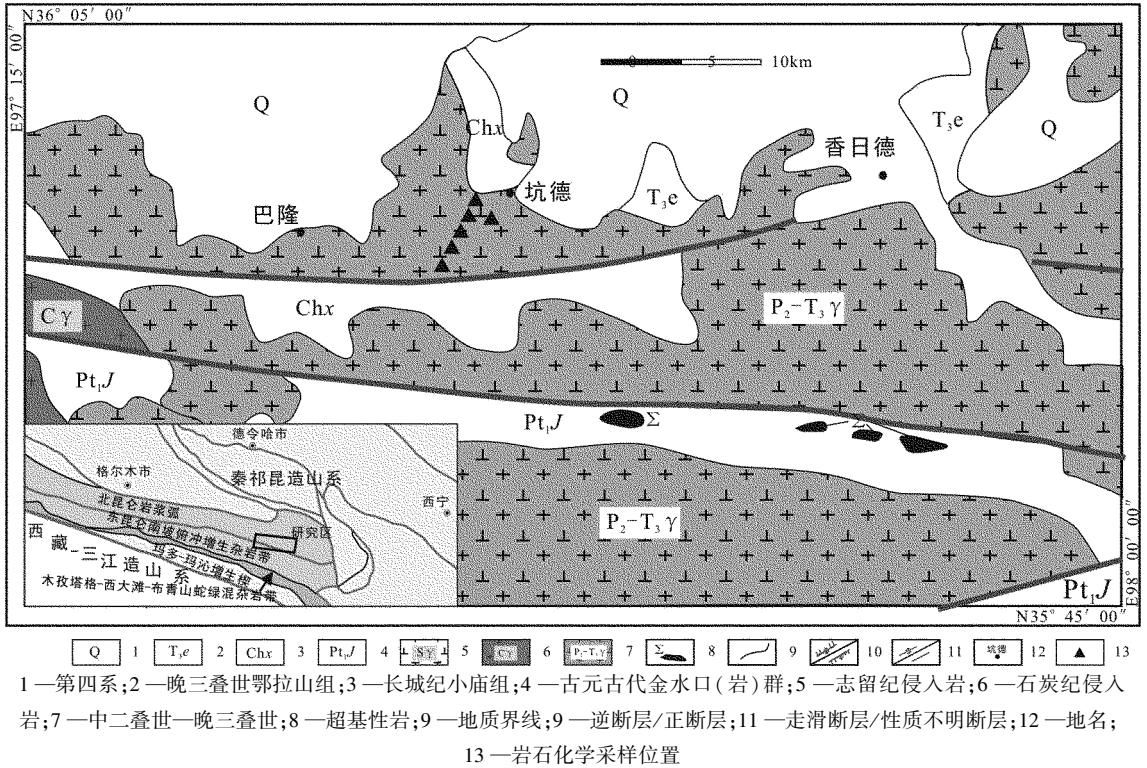 N36° 05′ 00″
E97° 15′ 00″
0 5 10km
Q
Q
Chx
T₃e
Q
香日德
坑德
T₃e
巴隆
Chx
P₂-T₃γ
Cγ
Pt₁J
Pt₁J
Σ
Σ
德令哈市
格尔木市
秦祁昆造山系
西宁
北昆仑岩浆弧
研究区
东昆仑南坡俯冲增生杂岩带
西藏-三江造山系
玛多-玛沁增生楔
木孜塔格-西大滩-布青山蛇绿混杂岩带
P₂-T₃γ
Pt₁J
E98° 00′ 00″
N35° 45′ 00″
Q 1 T₃e 2 Chx 3 Pt₁J 4 Sγ 5 Cγ 6 P₂-T₃γ 7 Σ 8 9 10 11 坑德 12 13
1 —第四系;2 —晚三叠世鄂拉山组;3 —长城纪小庙组;4 —古元古代金水口(岩)群;5 —志留纪侵入岩;6 —石炭纪侵入
岩;7 —中二叠世—晚三叠世;8 —超基性岩;9 —地质界线;9 —逆断层/正断层;11 —走滑断层/性质不明断层;12 —地名;
13 —岩石化学采样位置